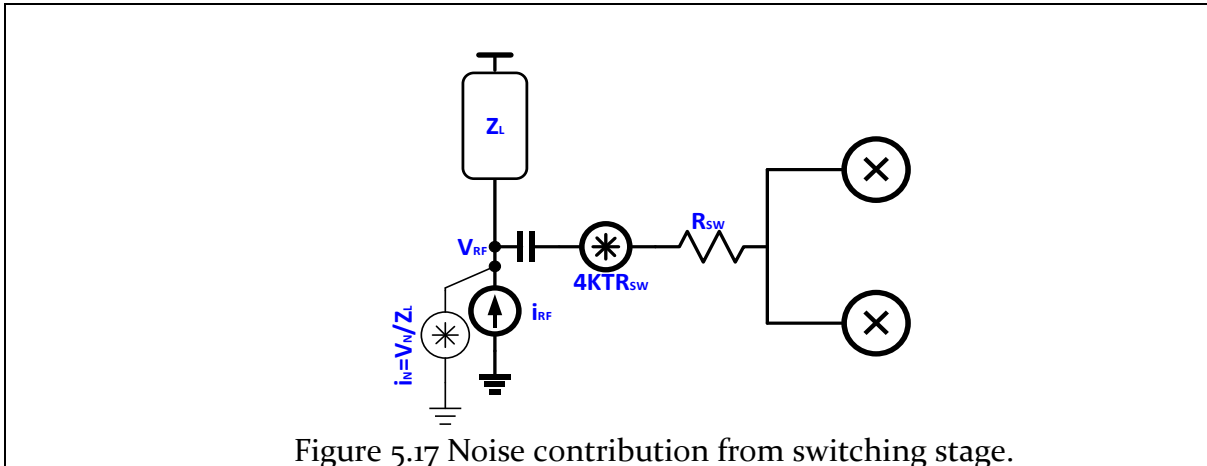 ZL
VRF
RSW
4KTRSW
iRF
iN=VN/ZL
Figure 5.17 Noise contribution from switching stage.